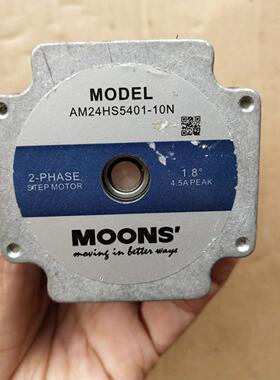 MODEL
AM24HS5401-10N
2-PHASE
STEP MOTOR
1.8°
4.5A PEAK
MOONS'
moving in better ways